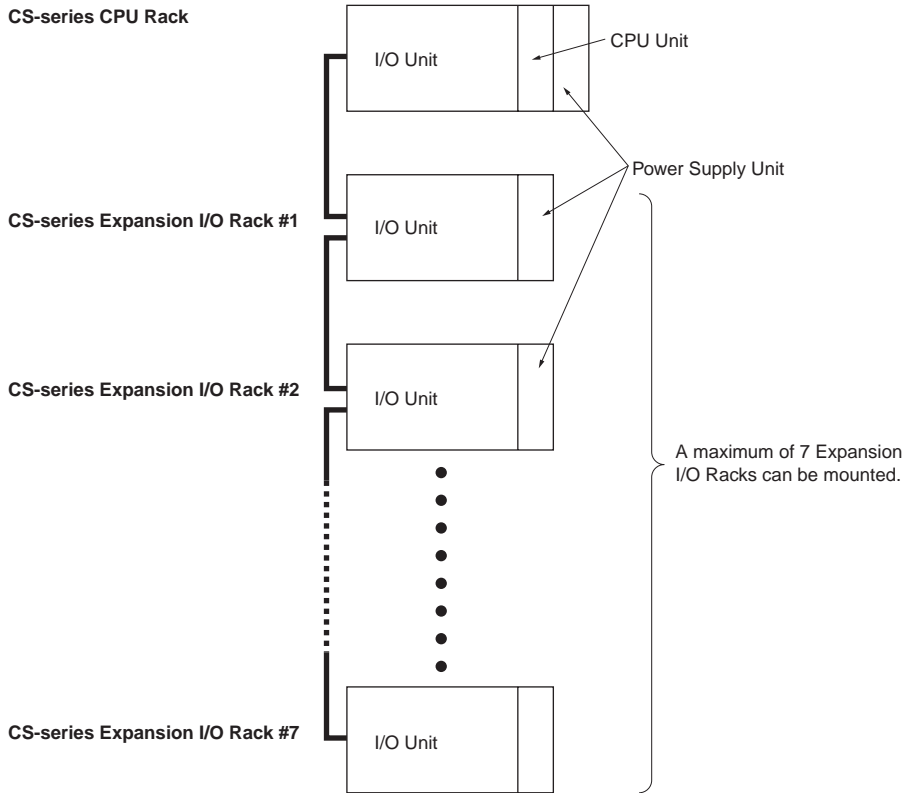 CS-series CPU Rack
I/O Unit
CPU Unit
Power Supply Unit
CS-series Expansion I/O Rack #1
I/O Unit
CS-series Expansion I/O Rack #2
I/O Unit
A maximum of 7 Expansion
I/O Racks can be mounted.
CS-series Expansion I/O Rack #7
I/O Unit